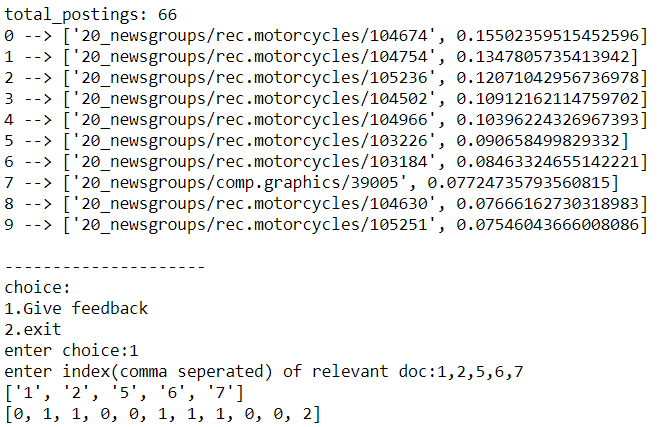 total_postings: 66
0 --> ['20_newsgroups/rec.motorcycles/104674', 0.15502359515452596]
1 --> ['20_newsgroups/rec.motorcycles/104754', 0.1347805735413942]
2 --> ['20_newsgroups/rec.motorcycles/105236', 0.12071042956736978]
3 --> ['20_newsgroups/rec.motorcycles/104502', 0.10912162114759702]
4 --> ['20_newsgroups/rec.motorcycles/104966', 0.10396224326967393]
5 --> ['20_newsgroups/rec.motorcycles/103226', 0.090658499829332]
6 --> ['20_newsgroups/rec.motorcycles/103184', 0.08463324655142221]
7 --> ['20_newsgroups/comp.graphics/39005', 0.07724735793560815]
8 --> ['20_newsgroups/rec.motorcycles/104630', 0.07666162730318983]
9 --> ['20_newsgroups/rec.motorcycles/105251', 0.07546043666008086]
---------------------
choice:
1.Give feedback
2.exit
enter choice:1
enter index(comma seperated) of relevant doc:1,2,5,6,7
['1', '2', '5', '6', '7']
[0, 1, 1, 0, 0, 1, 1, 1, 0, 0, 2]